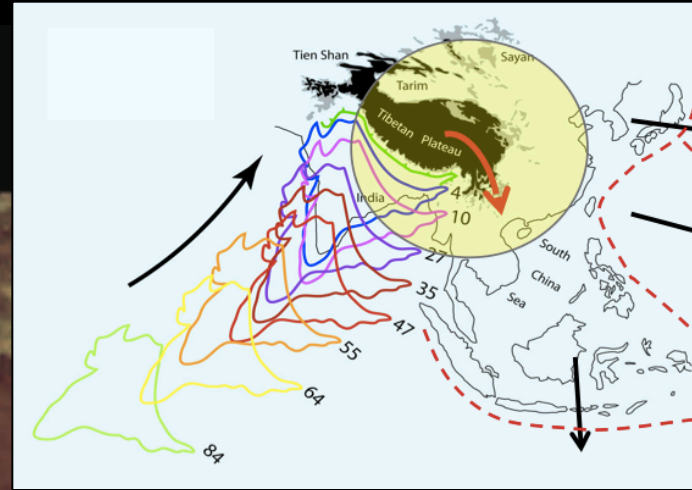 Tien Shan
Sayan
Tarim
Tibetan Plateau
India
4
10
27
35
47
55
64
84
South
China
Sea